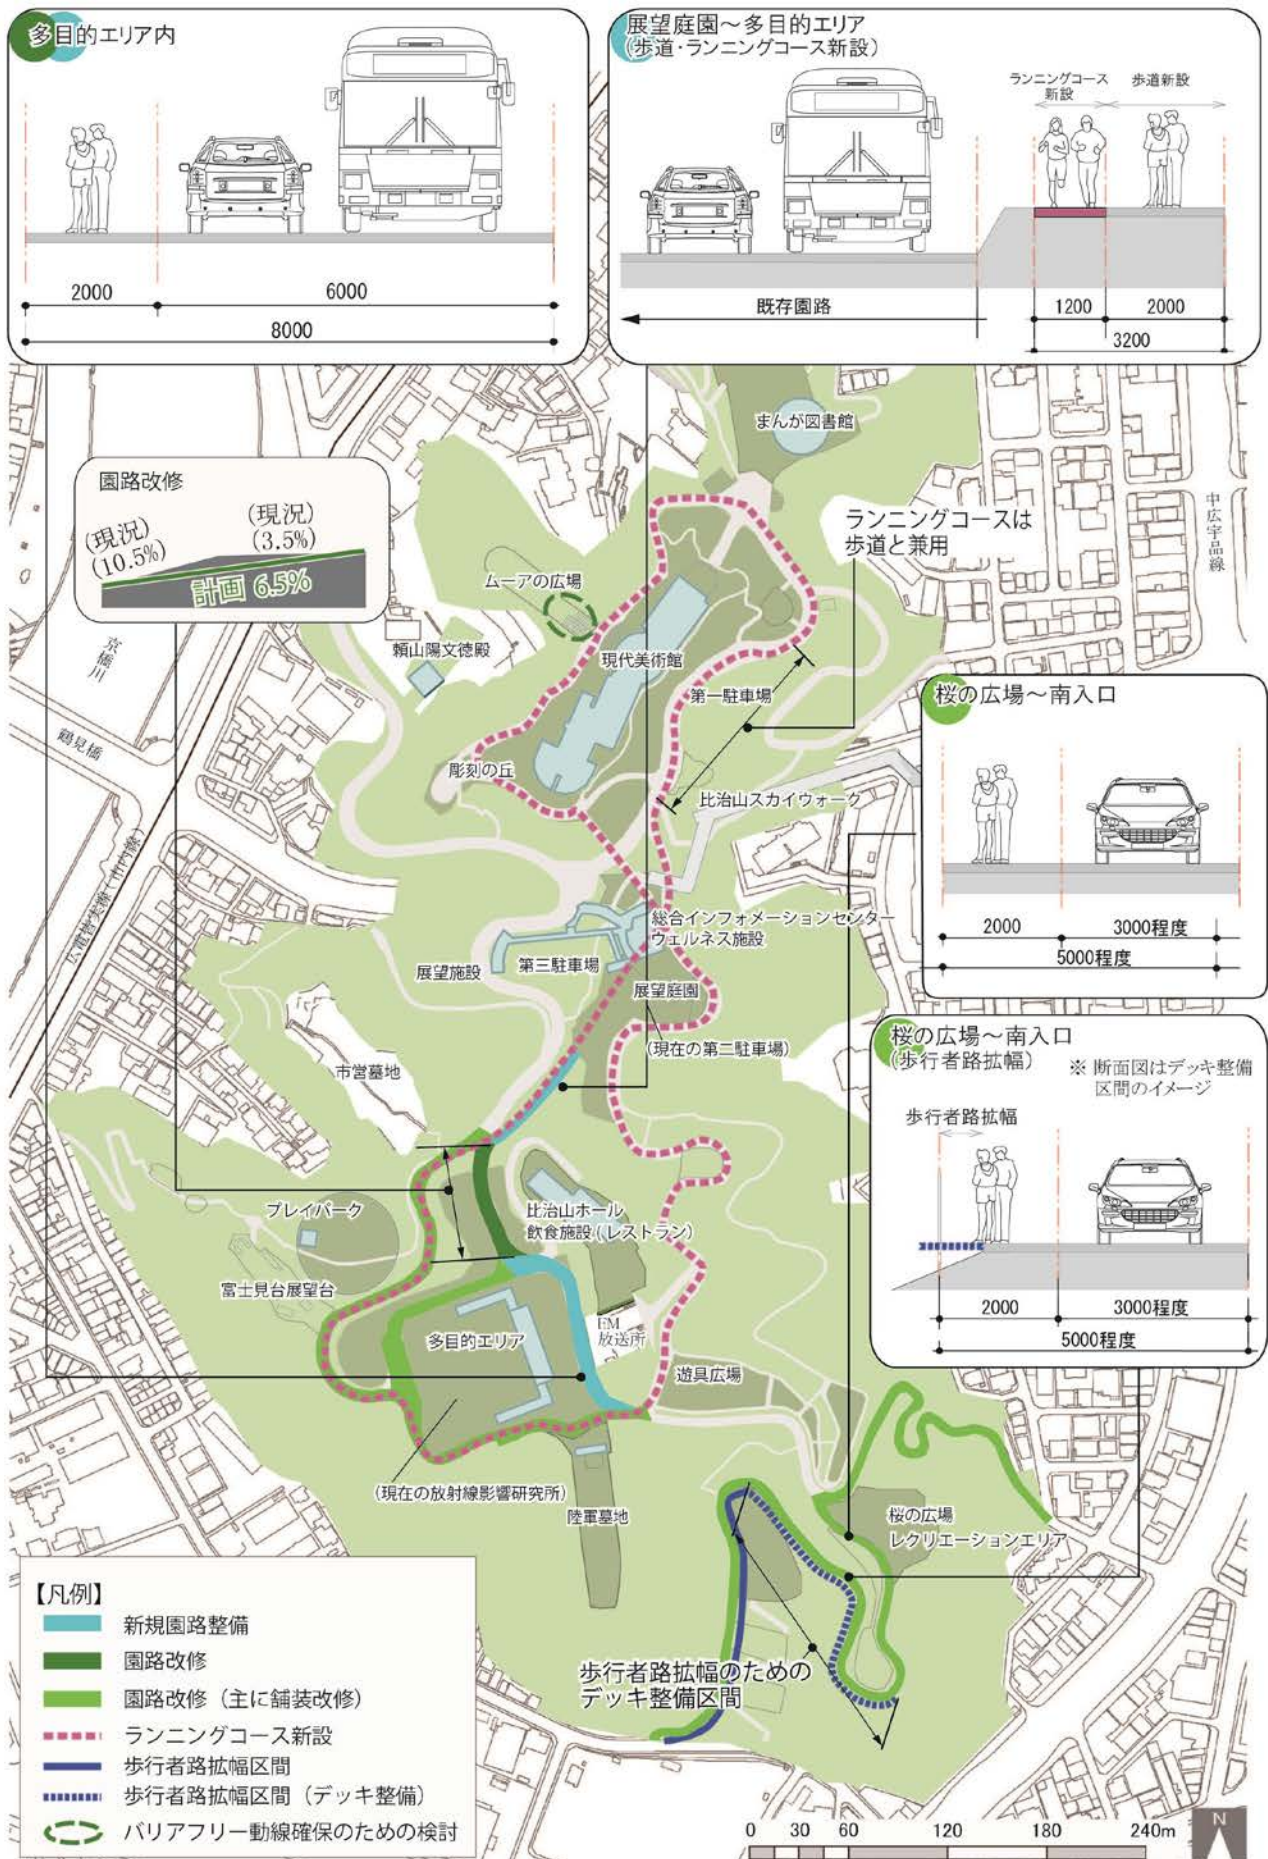 多目的エリア内
2000
6000
8000
展望庭園～多目的エリア
(歩道・ランニングコース新設)
ランニングコース
新設
歩道新設
既存園路
1200
2000
3200
園路改修
(現況)
(10.5%)
(現況)
(3.5%)
計画 6.5%
まんが図書館
ランニングコースは
歩道と兼用
中広宇品線
ムーアの広場
頼山陽文徳殿
現代美術館
第一駐車場
京橋川
鶴見橋
彫刻の丘
比治山スカイウォーク
広電皆実線(市内線)
総合インフォメーションセンター
ウェルネス施設
展望施設
第三駐車場
展望庭園
(現在の第二駐車場)
市営墓地
桜の広場～南入口
2000
3000程度
5000程度
桜の広場～南入口
(歩行者路拡幅)
※ 断面図はデッキ整備
区間のイメージ
歩行者路拡幅
2000
3000程度
5000程度
プレイパーク
比治山ホール
飲食施設(レストラン)
富士見台展望台
多目的エリア
FM
放送所
遊具広場
(現在の放射線影響研究所)
陸軍墓地
桜の広場
レクリエーションエリア
歩行者路拡幅のための
デッキ整備区間
【凡例】
新規園路整備
園路改修
園路改修（主に舗装改修）
ランニングコース新設
歩行者路拡幅区間
歩行者路拡幅区間（デッキ整備）
バリアフリー動線確保のための検討
0 30 60 120 180 240m
N